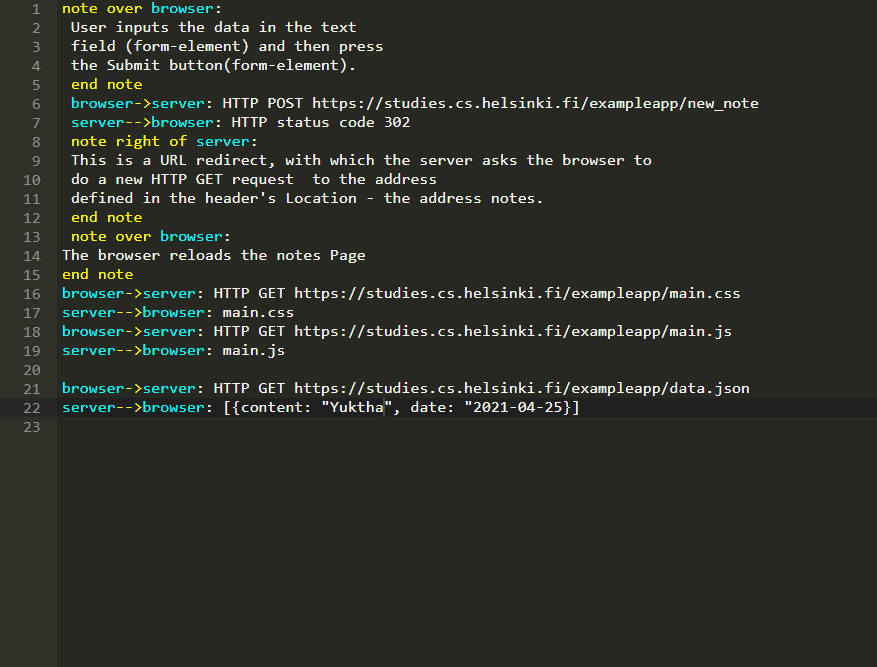 1 note over browser:
2  User inputs the data in the text
3  field (form-element) and then press
4  the Submit button(form-element).
5  end note
6  browser->server: HTTP POST https://studies.cs.helsinki.fi/exampleapp/new_note
7  server-->browser: HTTP status code 302
8  note right of server:
9  This is a URL redirect, with which the server asks the browser to
10  do a new HTTP GET request  to the address
11  defined in the header's Location - the address notes.
12  end note
13  note over browser:
14 The browser reloads the notes Page
15 end note
16 browser->server: HTTP GET https://studies.cs.helsinki.fi/exampleapp/main.css
17 server-->browser: main.css
18 browser->server: HTTP GET https://studies.cs.helsinki.fi/exampleapp/main.js
19 server-->browser: main.js
20
21 browser->server: HTTP GET https://studies.cs.helsinki.fi/exampleapp/data.json
22 server-->browser: [{content: "Yuktha", date: "2021-04-25}]
23